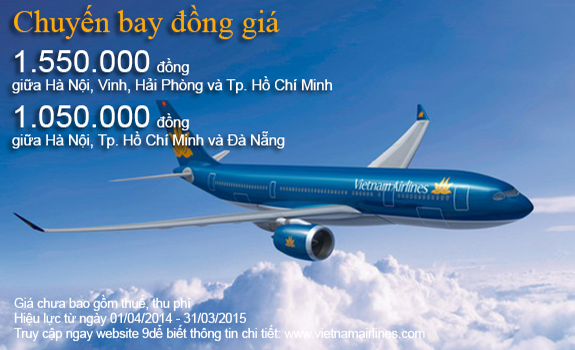 Chuyến bay đồng giá
1.550.000 đồng
giữa Hà Nội, Vinh, Hải Phòng và Tp. Hồ Chí Minh
1.050.000 đồng
giữa Hà Nội, Tp. Hồ Chí Minh và Đà Nẵng
Vietnam Airlines
Giá chưa bao gồm thuế, thu phí
Hiệu lực từ ngày 01/04/2014 - 31/03/2015
Truy cập ngay website 9dể biết thông tin chi tiết: www.vietnamairlines.com